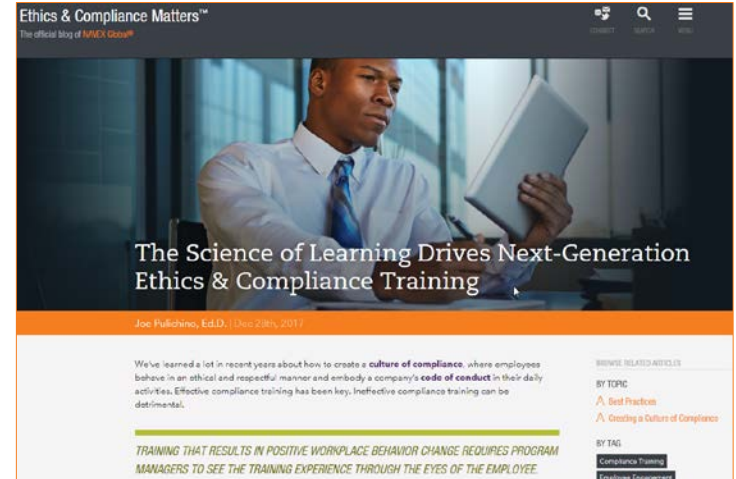 Ethics & Compliance Matters™
The official blog of NAVEX Global®
CONNECT
SEARCH
MENU
The Science of Learning Drives Next-Generation
Ethics & Compliance Training
Joe Pulichino, Ed.D. | Dec 28th, 2017
We've learned a lot in recent years about how to create a culture of compliance, where employees
behave in an ethical and respectful manner and embody a company's code of conduct in their daily
activities. Effective compliance training has been key. Ineffective compliance training can be
detrimental.
TRAINING THAT RESULTS IN POSITIVE WORKPLACE BEHAVIOR CHANGE REQUIRES PROGRAM
MANAGERS TO SEE THE TRAINING EXPERIENCE THROUGH THE EYES OF THE EMPLOYEE.
BROWSE RELATED ARTICLES
BY TOPIC
Best Practices
Creating a Culture of Compliance
BY TAG
Compliance Training
Employee Engagement